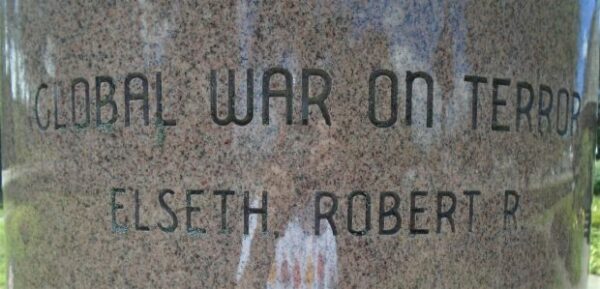 GLOBAL WAR ON TERROR
ELSETH, ROBERT R.